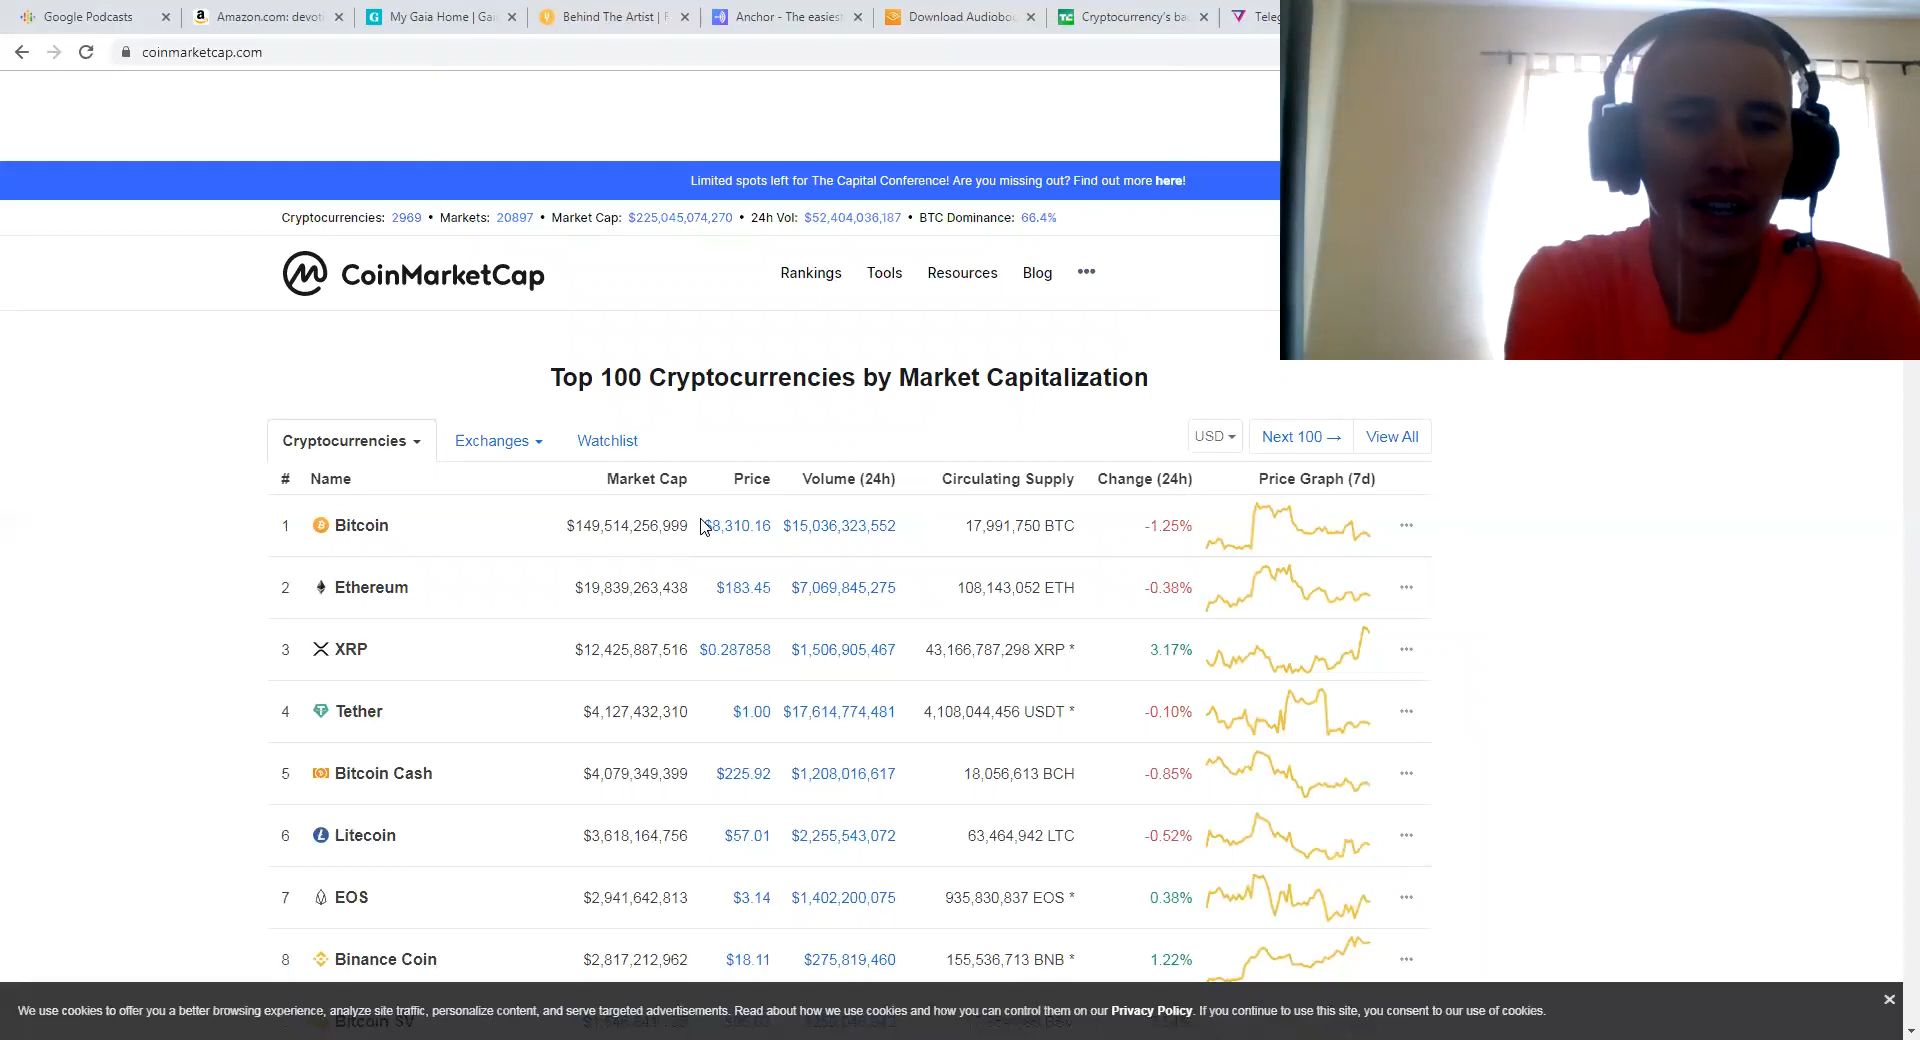 Google Podcasts
Amazon.com: devoti
My Gaia Home | Gai
Behind The Artist | F
Anchor - The easiest
Download Audiobo
Cryptocurrency's ba
Tele
coinmarketcap.com
Limited spots left for The Capital Conference! Are you missing out? Find out more here!
Cryptocurrencies: 2969 • Markets: 20897 • Market Cap: $225,045,074,270 • 24h Vol: $52,404,036,187 • BTC Dominance: 66.4%
CoinMarketCap
Rankings Tools Resources Blog •••
Top 100 Cryptocurrencies by Market Capitalization
Cryptocurrencies Exchanges Watchlist USD Next 100 → View All
# Name Market Cap Price Volume (24h) Circulating Supply Change (24h) Price Graph (7d)
1 Bitcoin $149,514,256,999 $8,310.16 $15,036,323,552 17,991,750 BTC -1.25%
2 Ethereum $19,839,263,438 $183.45 $7,069,845,275 108,143,052 ETH -0.38%
3 XRP $12,425,887,516 $0.287858 $1,506,905,467 43,166,787,298 XRP * 3.17%
4 Tether $4,127,432,310 $1.00 $17,614,774,481 4,108,044,456 USDT * -0.10%
5 Bitcoin Cash $4,079,349,399 $225.92 $1,208,016,617 18,056,613 BCH -0.85%
6 Litecoin $3,618,164,756 $57.01 $2,255,543,072 63,464,942 LTC -0.52%
7 EOS $2,941,642,813 $3.14 $1,402,200,075 935,830,837 EOS * 0.38%
8 Binance Coin $2,817,212,962 $18.11 $275,819,460 155,536,713 BNB * 1.22%
We use cookies to offer you a better browsing experience, analyze site traffic, personalize content, and serve targeted advertisements. Read about how we use cookies and how you can control them on our Privacy Policy. If you continue to use this site, you consent to our use of cookies.
Bitcoin SV